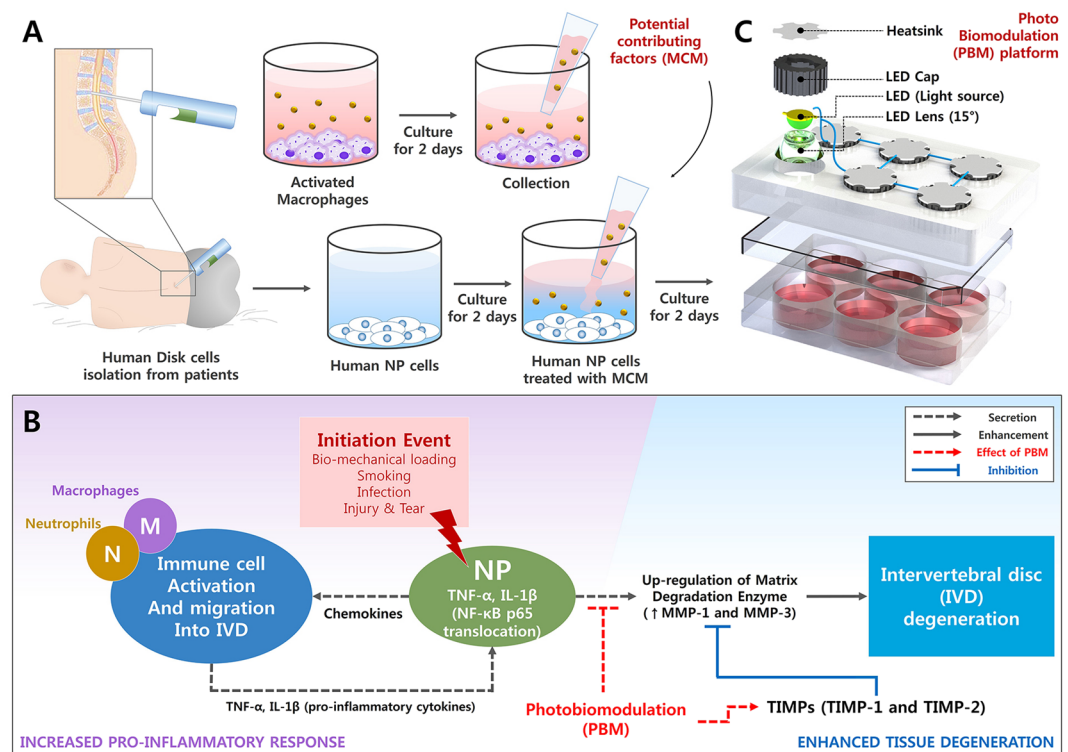 A
Potential
contributing
factors (MCM)
Culture
for 2 days
Activated
Macrophages
Collection
Culture
for 2 days
Culture
for 2 days
Human Disk cells
isolation from patients
Human NP cells
Human NP cells
treated with MCM
C
Photo
Biomodulation
(PBM) platform
Heatsink
LED Cap
LED (Light source)
LED Lens (15°)
B
Initiation Event
Bio-mechanical loading
Smoking
Infection
Injury & Tear
Secretion
Enhancement
Effect of PBM
Inhibition
Macrophages
Neutrophils
M
N
Immune cell
Activation
And migration
Into IVD
Chemokines
NP
TNF-α, IL-1β
(NF-κB p65
translocation)
Up-regulation of Matrix
Degradation Enzyme
(↑ MMP-1 and MMP-3)
Intervertebral disc
(IVD)
degeneration
TNF-α, IL-1β (pro-inflammatory cytokines)
Photobiomodulation
(PBM)
TIMPs (TIMP-1 and TIMP-2)
INCREASED PRO-INFLAMMATORY RESPONSE
ENHANCED TISSUE DEGENERATION